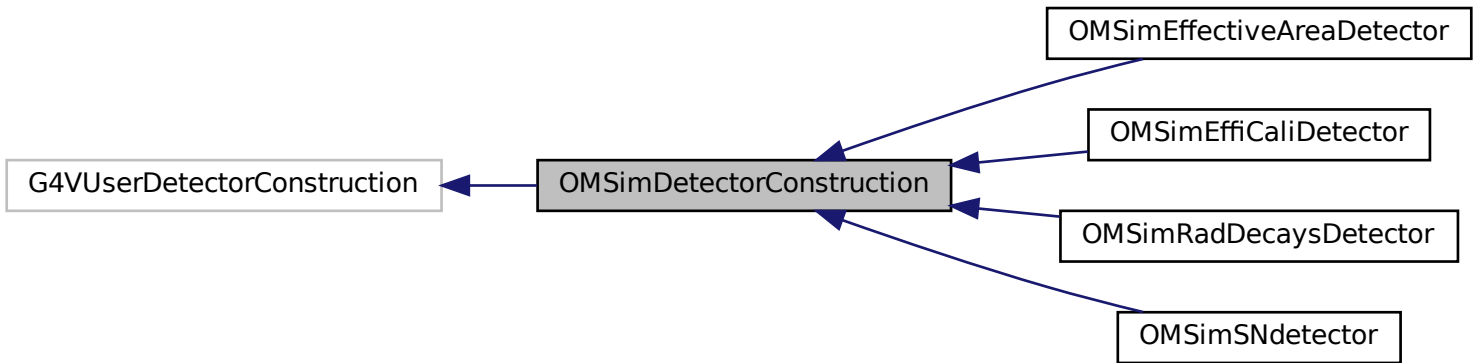 OMSimEffectiveAreaDetector
OMSimEffiCaliDetector
G4VUserDetectorConstruction
OMSimDetectorConstruction
OMSimRadDecaysDetector
OMSimSNdetector